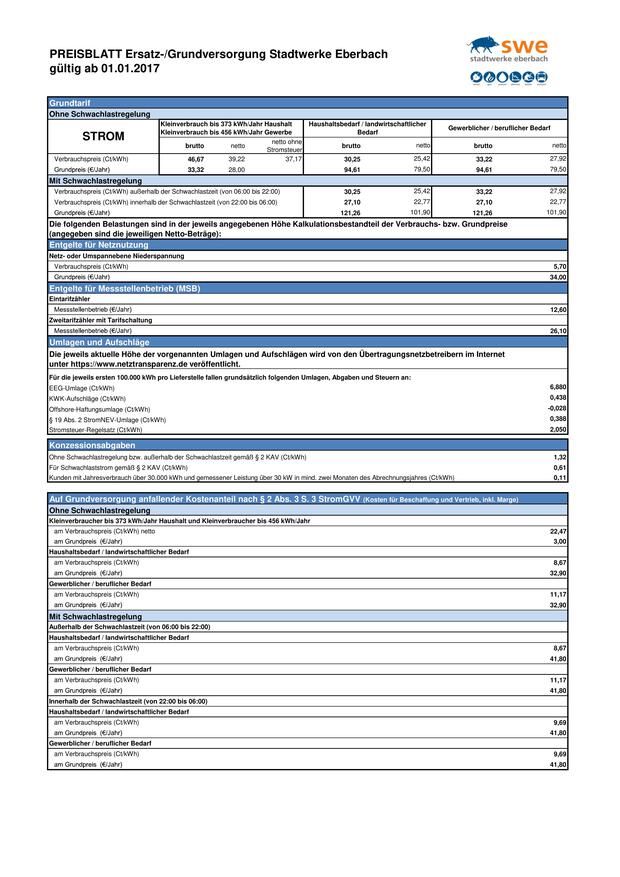 PREISBLATT Ersatz-/Grundversorgung Stadtwerke Eberbach
gültig ab 01.01.2017
swe
stadtwerke eberbach
Grundtarif
Ohne Schwachlastregelung
STROM
Kleinverbrauch bis 373 kWh/Jahr Haushalt
Kleinverbrauch bis 456 kWh/Jahr Gewerbe
Haushaltsbedarf / landwirtschaftlicher
Bedarf
Gewerblicher / beruflicher Bedarf
brutto netto netto ohne Stromsteuer brutto netto brutto netto
Verbrauchspreis (Ct/kWh) 46,67 39,22 37,17 30,25 25,42 33,22 27,92
Grundpreis (€/Jahr) 33,32 28,00 94,61 79,50 94,61 79,50
Mit Schwachlastregelung
Verbrauchspreis (Ct/kWh) außerhalb der Schwachlastzeit (von 06:00 bis 22:00) 30,25 25,42 33,22 27,92
Verbrauchspreis (Ct/kWh) innerhalb der Schwachlastzeit (von 22:00 bis 06:00) 27,10 22,77 27,10 22,77
Grundpreis (€/Jahr) 121,26 101,90 121,26 101,90
Die folgenden Belastungen sind in der jeweils angegebenen Höhe Kalkulationsbestandteil der Verbrauchs- bzw. Grundpreise
(angegeben sind die jeweiligen Netto-Beträge):
Entgelte für Netznutzung
Netz- oder Umspannebene Niederspannung
Verbrauchspreis (Ct/kWh) 5,70
Grundpreis (€/Jahr) 34,00
Entgelte für Messstellenbetrieb (MSB)
Eintarifzähler
Messstellenbetrieb (€/Jahr) 12,60
Zweitarifzähler mit Tarifschaltung
Messstellenbetrieb (€/Jahr) 26,10
Umlagen und Aufschläge
Die jeweils aktuelle Höhe der vorgenannten Umlagen und Aufschlägen wird von den Übertragungsnetzbetreibern im Internet
unter https://www.netztransparenz.de veröffentlicht.
Für die jeweils ersten 100.000 kWh pro Lieferstelle fallen grundsätzlich folgenden Umlagen, Abgaben und Steuern an:
EEG-Umlage (Ct/kWh) 6,880
KWK-Aufschläge (Ct/kWh) 0,438
Offshore-Haftungsumlage (Ct/kWh) -0,028
§ 19 Abs. 2 StromNEV-Umlage (Ct/kWh) 0,388
Stromsteuer-Regelsatz (Ct/kWh) 2,050
Konzessionsabgaben
Ohne Schwachlastregelung bzw. außerhalb der Schwachlastzeit gemäß § 2 KAV (Ct/kWh) 1,32
Für Schwachlaststrom gemäß § 2 KAV (Ct/kWh) 0,61
Kunden mit Jahresverbrauch über 30.000 kWh und gemessener Leistung über 30 kW in mind. zwei Monaten des Abrechnungsjahres (Ct/kWh) 0,11
Auf Grundversorgung anfallender Kostenanteil nach § 2 Abs. 3 S. 3 StromGVV (Kosten für Beschaffung und Vertrieb, inkl. Marge)
Ohne Schwachlastregelung
Kleinverbraucher bis 373 kWh/Jahr Haushalt und Kleinverbraucher bis 456 kWh/Jahr
am Verbrauchspreis (Ct/kWh) netto 22,47
am Grundpreis (€/Jahr) 3,00
Haushaltsbedarf / landwirtschaftlicher Bedarf
am Verbrauchspreis (Ct/kWh) 8,67
am Grundpreis (€/Jahr) 32,90
Gewerblicher / beruflicher Bedarf
am Verbrauchspreis (Ct/kWh) 11,17
am Grundpreis (€/Jahr) 32,90
Mit Schwachlastregelung
Außerhalb der Schwachlastzeit (von 06:00 bis 22:00)
Haushaltsbedarf / landwirtschaftlicher Bedarf
am Verbrauchspreis (Ct/kWh) 8,67
am Grundpreis (€/Jahr) 41,80
Gewerblicher / beruflicher Bedarf
am Verbrauchspreis (Ct/kWh) 11,17
am Grundpreis (€/Jahr) 41,80
Innerhalb der Schwachlastzeit (von 22:00 bis 06:00)
Haushaltsbedarf / landwirtschaftlicher Bedarf
am Verbrauchspreis (Ct/kWh) 9,69
am Grundpreis (€/Jahr) 41,80
Gewerblicher / beruflicher Bedarf
am Verbrauchspreis (Ct/kWh) 9,69
am Grundpreis (€/Jahr) 41,80